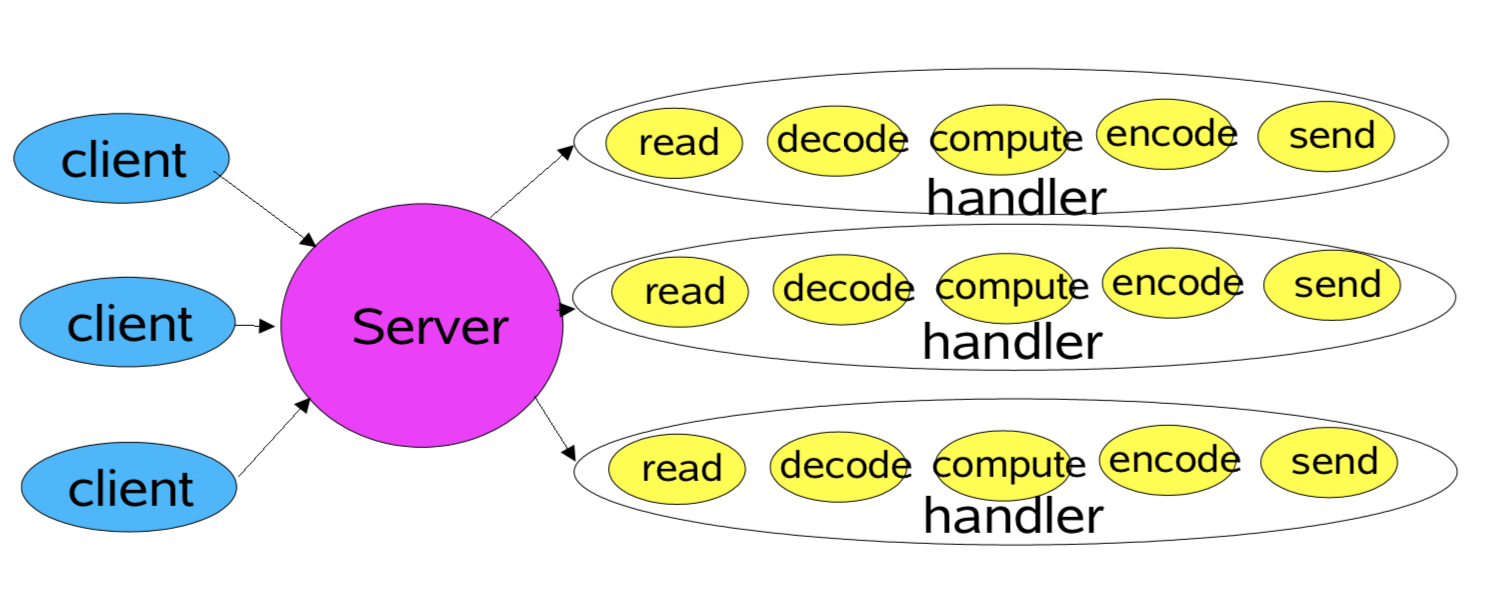 client
client
client
Server
read decode compute encode send
handler
read decode compute encode send
handler
read decode compute encode send
handler